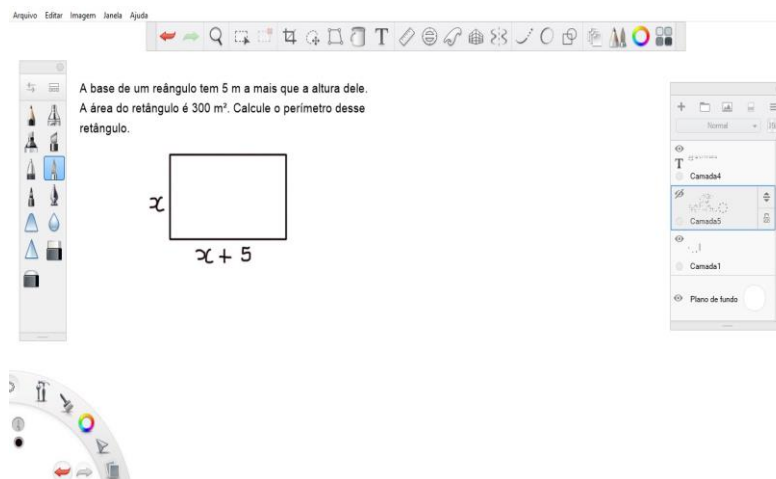 Arquivo Editar Imagem Janela Ajuda
T
A base de um reângulo tem 5 m a mais que a altura dele.
A área do retângulo é 300 m². Calcule o perímetro desse
retângulo.
x
x + 5
Normal
T
Camada4
Camada5
Camada1
Plano de fundo